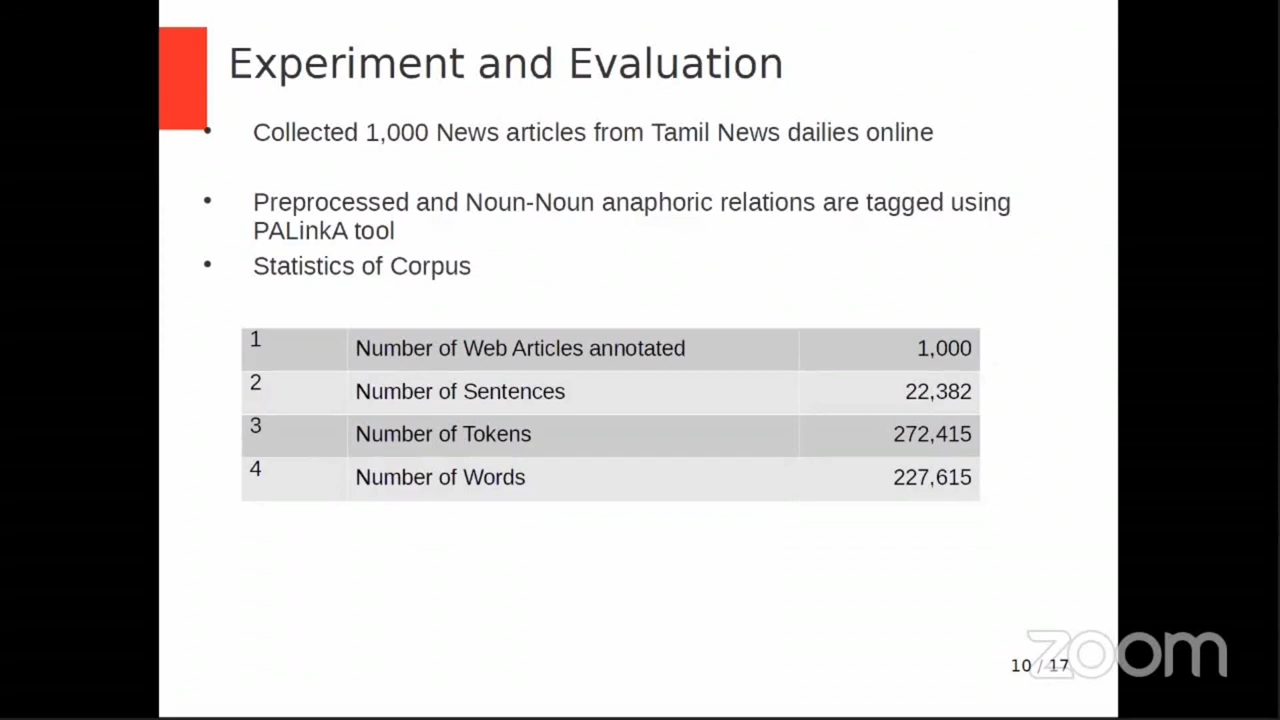 Experiment and Evaluation
• Collected 1,000 News articles from Tamil News dailies online
• Preprocessed and Noun-Noun anaphoric relations are tagged using
PALinkA tool
• Statistics of Corpus
1 Number of Web Articles annotated 1,000
2 Number of Sentences 22,382
3 Number of Tokens 272,415
4 Number of Words 227,615
10 / 17
zoom